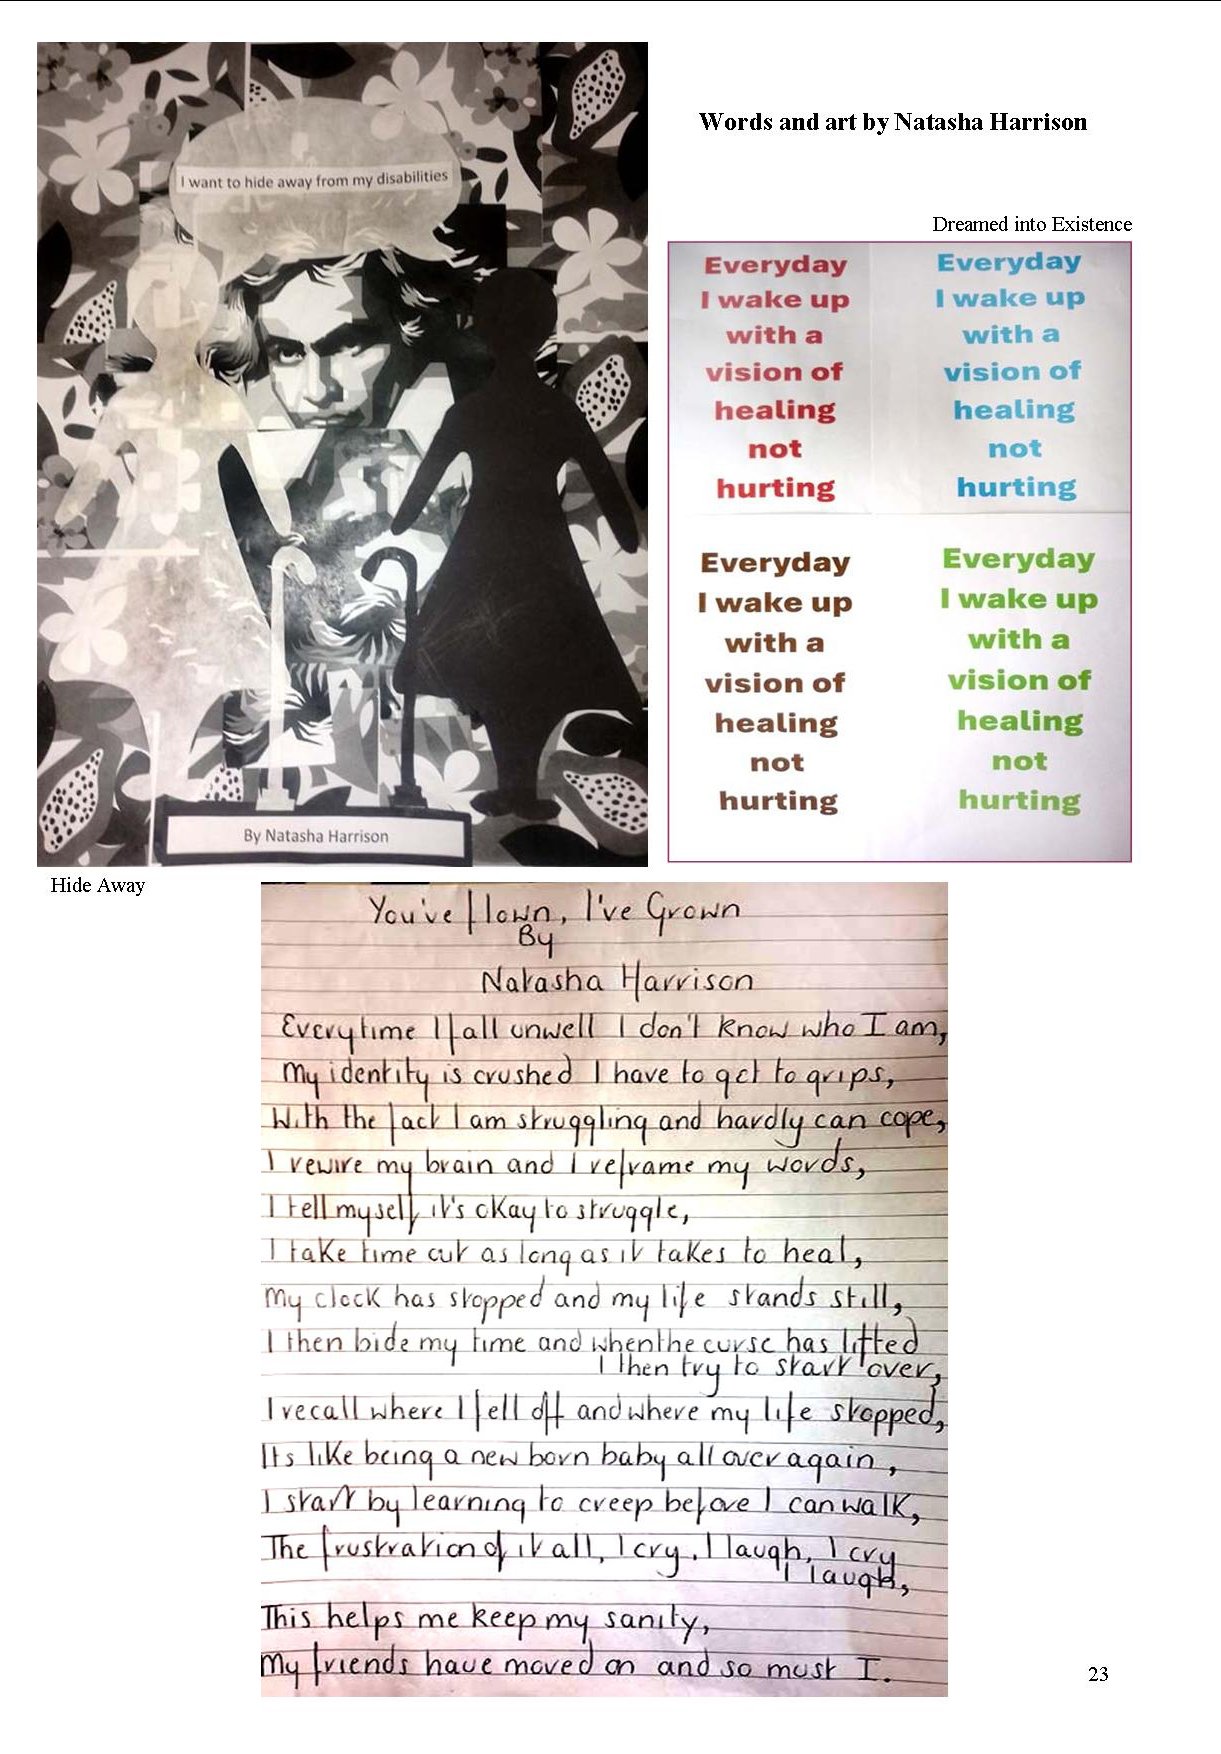 Words and art by Natasha Harrison
I want to hide away from my disabilities
By Natasha Harrison
Hide Away
Dreamed into Existence
Everyday
I wake up
with a
vision of
healing
not
hurting
Everyday
I wake up
with a
vision of
healing
not
hurting
Everyday
I wake up
with a
vision of
healing
not
hurting
Everyday
I wake up
with a
vision of
healing
not
hurting
You've flown, I've Grown
By
Natasha Harrison
Everytime I fall unwell I don't know who I am,
My identity is crushed I have to get to grips,
With the fact I am struggling and hardly can cope,
I rewire my brain and I reframe my words,
I tell myself it's okay to struggle,
I take time out as long as it takes to heal,
My clock has stopped and my life stands still,
I then bide my time and when the curse has lifted
I then try to start over,
I recall where I fell off and where my life stopped,
Its like being a new born baby all over again,
I start by learning to creep before I can walk,
The frustration of it all, I cry, I laugh, I cry
I laugh,
This helps me keep my sanity,
My friends have moved on and so must I.
23